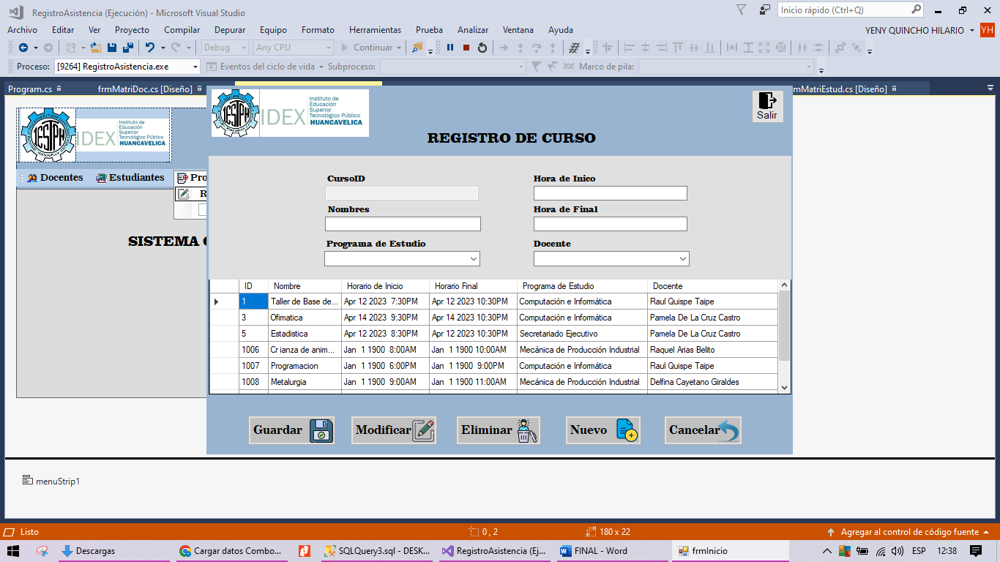 RegistroAsistencia (Ejecución) - Microsoft Visual Studio
Inicio rápido (Ctrl+Q)
Archivo Editar Ver Proyecto Compilar Depurar Equipo Formato Herramientas Prueba Analizar Ventana Ayuda
YENY QUINCHO HILARIO YH
Debug Any CPU Continuar
Proceso: [9264] RegistroAsistencia.exe Eventos del ciclo de vida Subproceso: Marco de pila:
Program.cs frmMatriDoc.cs [Diseño] mMatriEstud.cs [Diseño]
IESTPH
IDEX
Instituto de
Educación
Superior
Tecnológico Público
HUANCAVELICA
Docentes Estudiantes Pro
R
SISTEMA
IESTPH
IDEX
Instituto de
Educación
Superior
Tecnológico Público
HUANCAVELICA
Salir
REGISTRO DE CURSO
CursoID Hora de Inico
Nombres Hora de Final
Programa de Estudio Docente
ID Nombre Horario de Inicio Horario Final Programa de Estudio Docente
1 Taller de Base de... Apr 12 2023 7:30PM Apr 12 2023 10:30PM Computación e Informática Raul Quispe Taipe
3 Ofimatica Apr 14 2023 9:30PM Apr 14 2023 10:30PM Computación e Informática Pamela De La Cruz Castro
5 Estadistica Apr 12 2023 8:30PM Apr 12 2023 10:30PM Secretariado Ejecutivo Pamela De La Cruz Castro
1006 Cr ianza de anim... Jan 1 1900 8:00AM Jan 1 1900 10:00AM Mecánica de Producción Industrial Raquel Arias Belito
1007 Programacion Jan 1 1900 6:00PM Jan 1 1900 9:00PM Computación e Informática Raul Quispe Taipe
1008 Metalurgia Jan 1 1900 9:00AM Jan 1 1900 11:00AM Mecánica de Producción Industrial Delfina Cayetano Giraldes
Guardar Modificar Eliminar Nuevo Cancelar
menuStrip1
Listo 0 , 2 180 x 22 Agregar al control de código fuente
Descargas Cargar datos Combo... SQLQuery3.sql - DESK... RegistroAsistencia (Ej... FINAL - Word frmInicio ESP 12:38